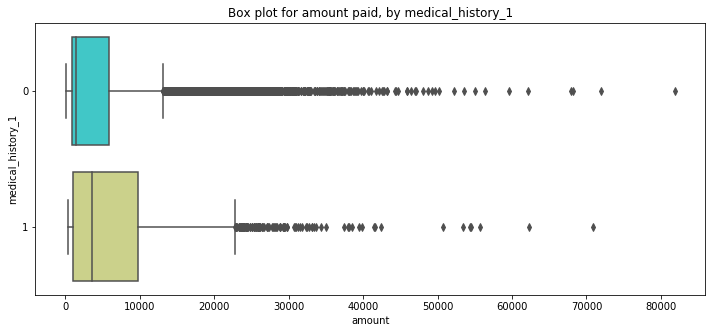 Box plot for amount paid, by medical_history_1
medical_history_1
0
1
0 10000 20000 30000 40000 50000 60000 70000 80000
amount